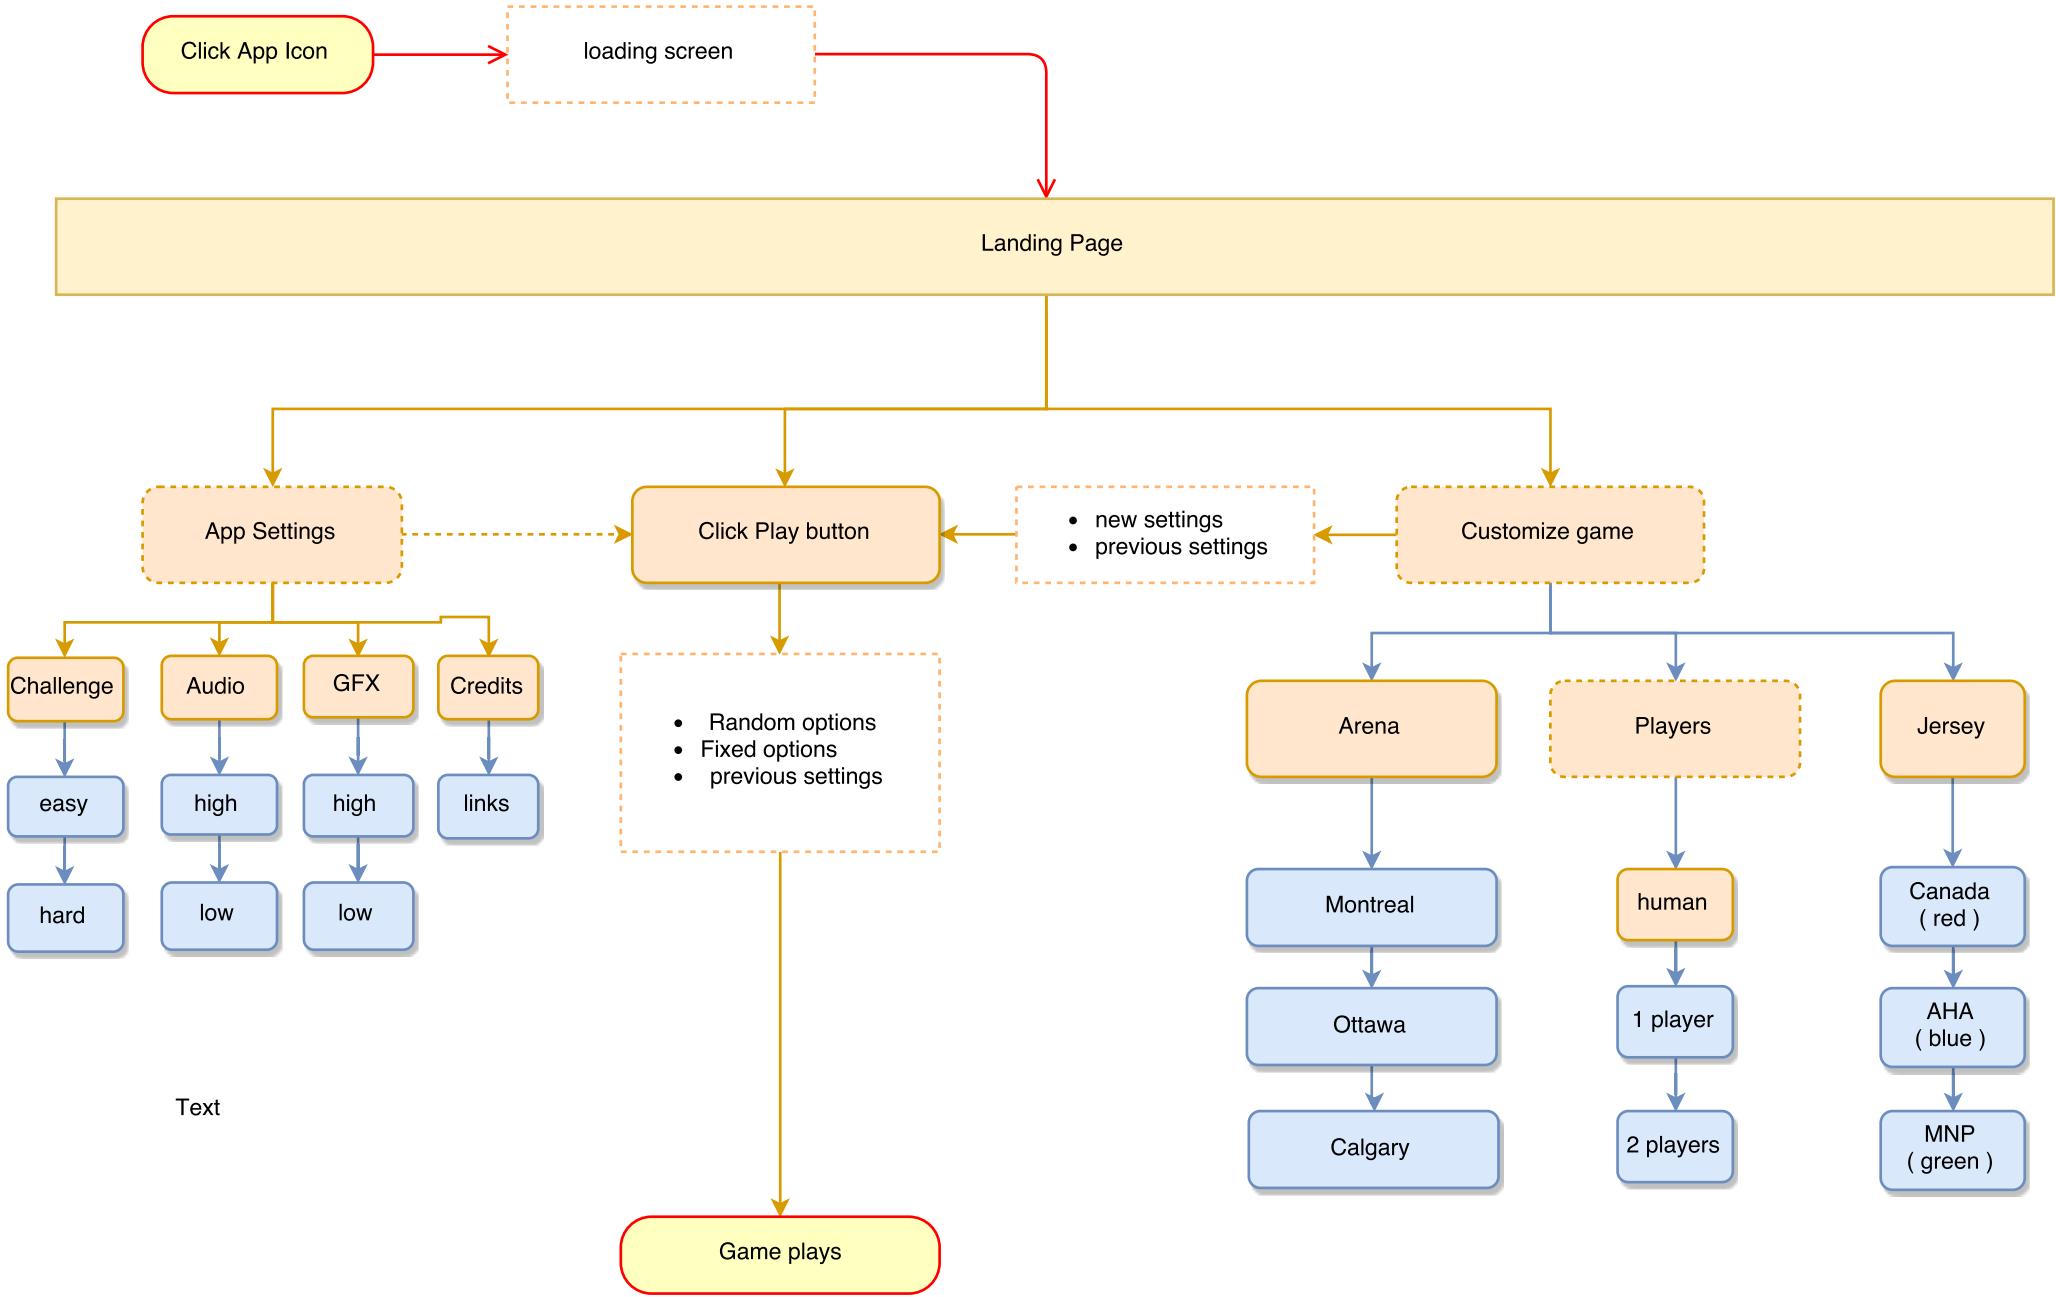 Click App Icon
loading screen
Landing Page
App Settings
Click Play button
new settings
previous settings
Customize game
Challenge
Audio
GFX
Credits
easy
high
high
links
hard
low
low
Random options
Fixed options
previous settings
Arena
Players
Jersey
Montreal
human
Canada
( red )
Ottawa
1 player
AHA
( blue )
Calgary
2 players
MNP
( green )
Text
Game plays